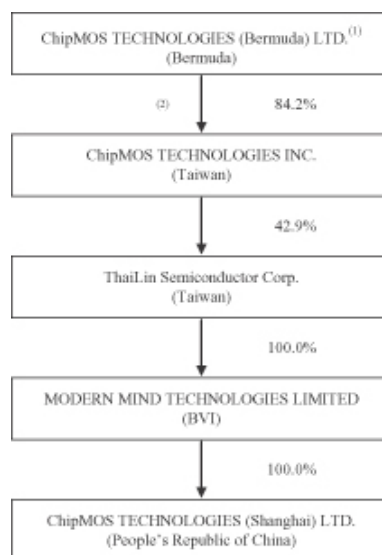 ChipMOS TECHNOLOGIES (Bermuda) LTD.(1)
(Bermuda)
(2) 84.2%
ChipMOS TECHNOLOGIES INC.
(Taiwan)
42.9%
ThaiLin Semiconductor Corp.
(Taiwan)
100.0%
MODERN MIND TECHNOLOGIES LIMITED
(BVI)
100.0%
ChipMOS TECHNOLOGIES (Shanghai) LTD.
(People's Republic of China)